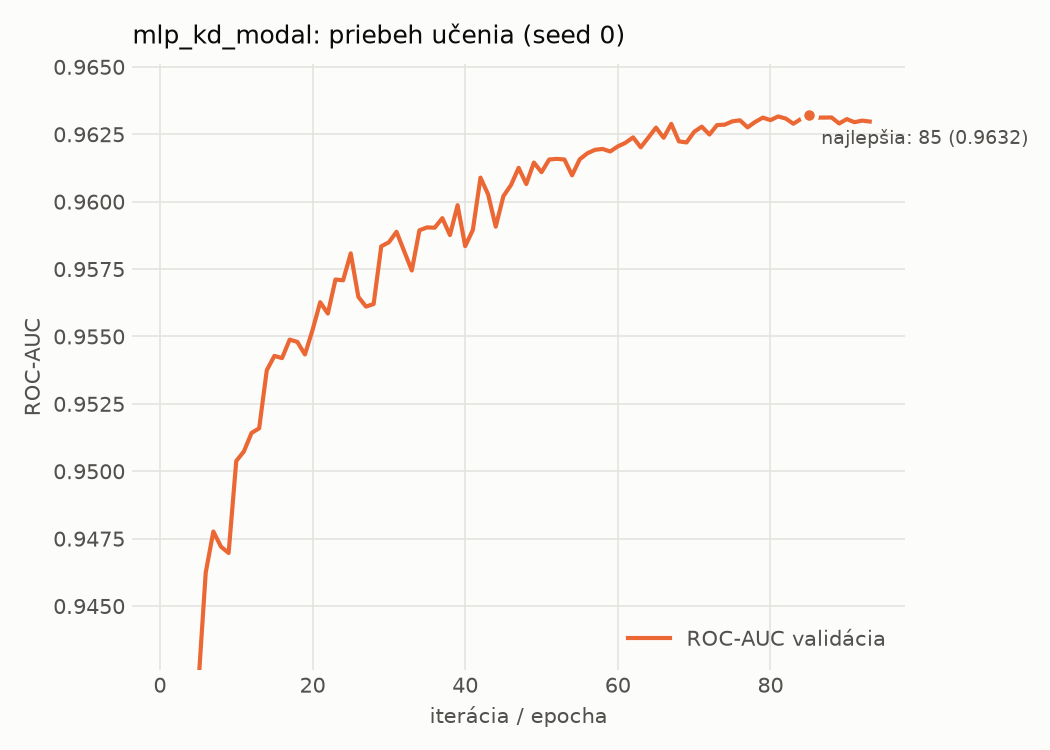 mlp_kd_modal: priebeh učenia (seed 0)
0.9650
0.9625
0.9600
0.9575
0.9550
0.9525
0.9500
0.9475
0.9450
ROC-AUC
najlepšia: 85 (0.9632)
ROC-AUC validácia
0 20 40 60 80
iterácia / epocha